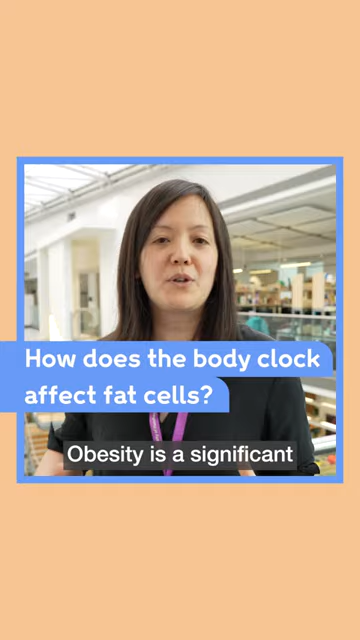 How does the body clock
affect fat cells?
Obesity is a significant